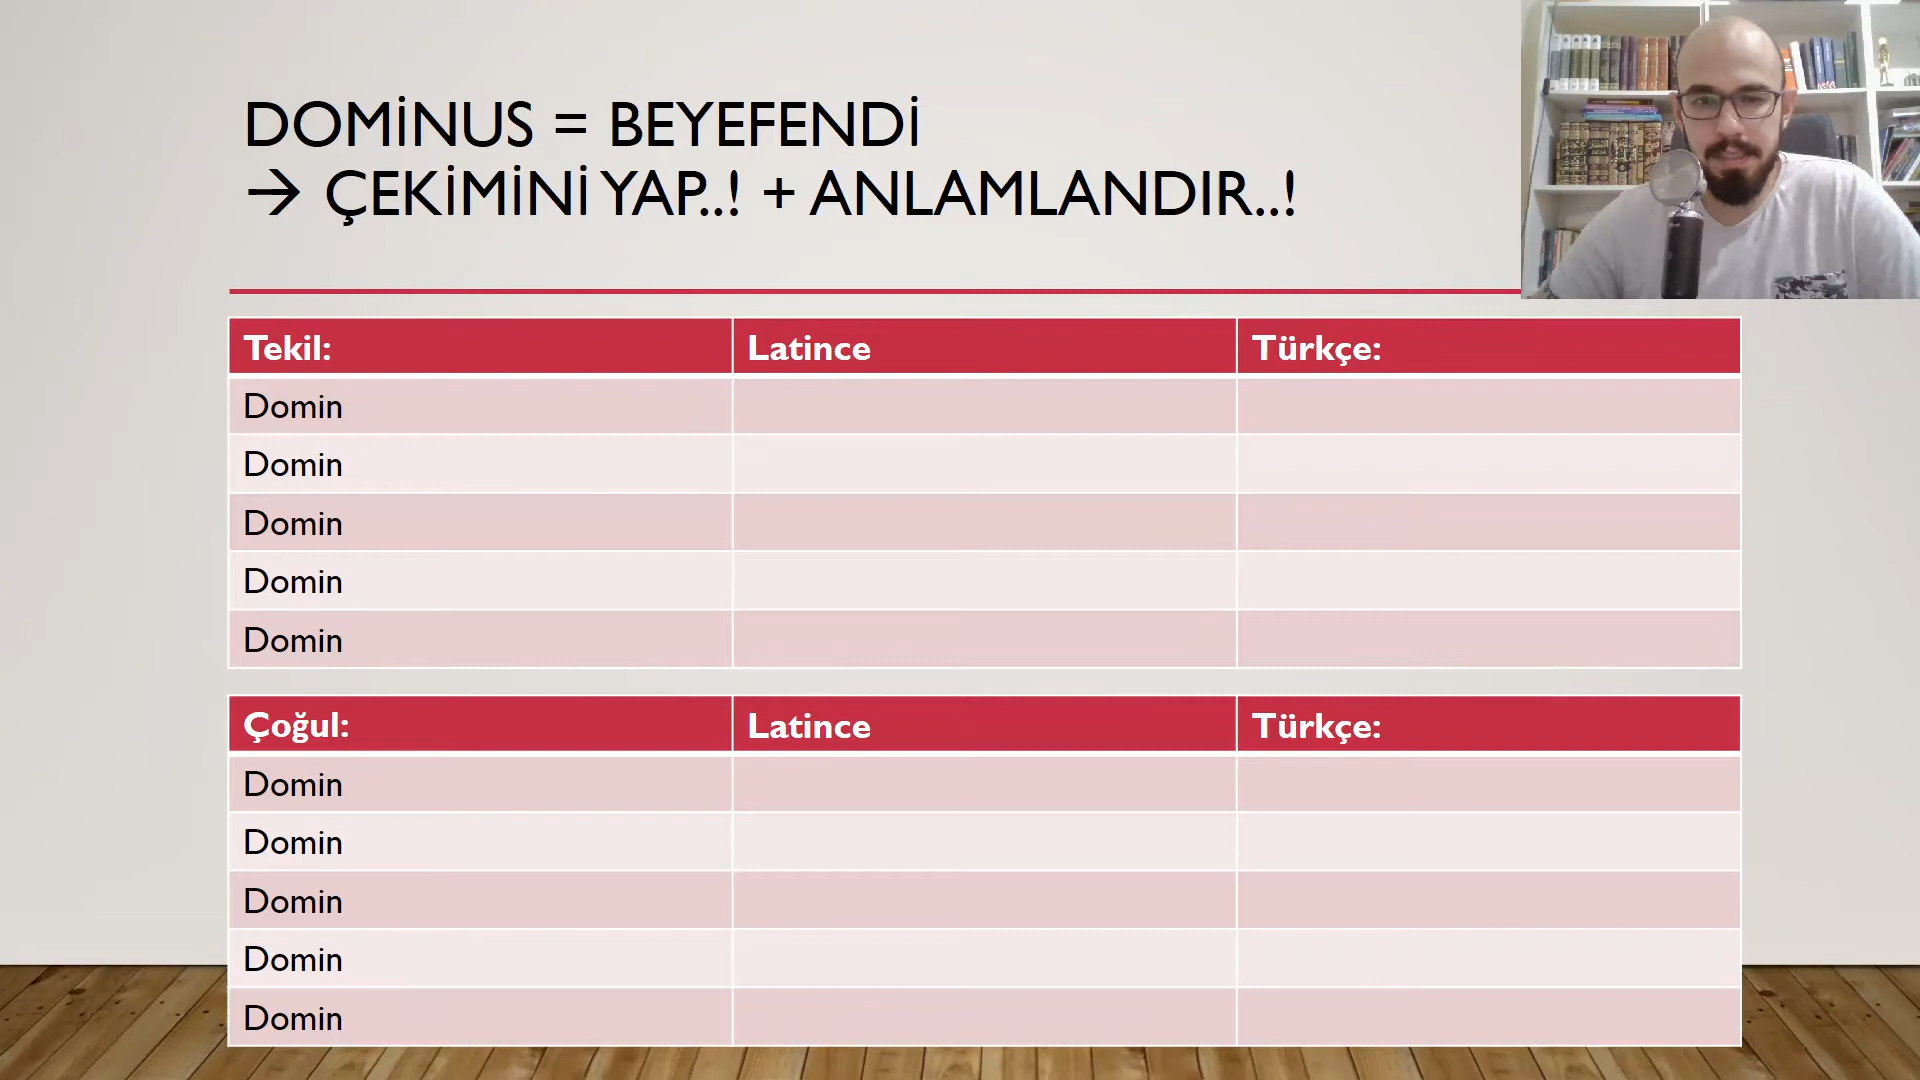 DOMİNUS = BEYEFENDİ
→ ÇEKİMİNİ YAP..! + ANLAMLANDIR..!
Tekil: Latince Türkçe:
Domin
Domin
Domin
Domin
Domin
Çoğul: Latince Türkçe:
Domin
Domin
Domin
Domin
Domin